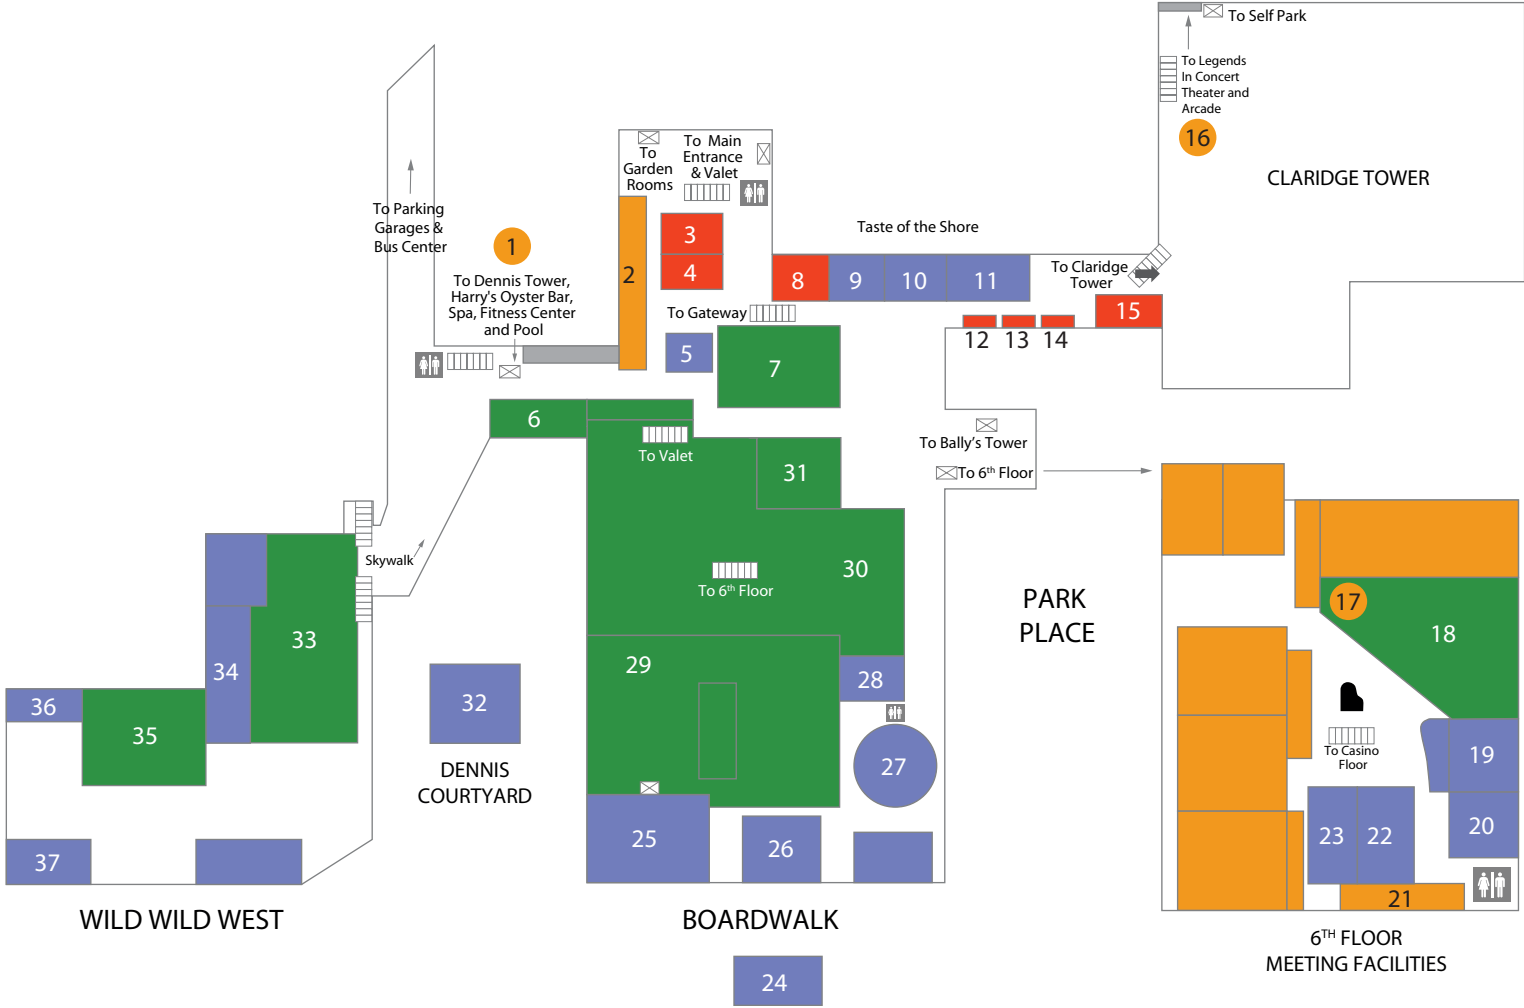 To Self Park
To Legends
In Concert
Theater and
Arcade
16
CLARIDGE TOWER
To
Garden
Rooms
To Main
Entrance
& Valet
To Parking
Garages &
Bus Center
1
To Dennis Tower,
Harry's Oyster Bar,
Spa, Fitness Center
and Pool
2
3
4
Taste of the Shore
8
9
10
11
To Claridge
Tower
15
To Gateway
12
13
14
5
7
6
To Valet
31
To Bally's Tower
To 6th Floor
Skywalk
To 6th Floor
30
PARK
PLACE
17
18
33
34
29
28
32
36
35
27
To Casino
Floor
19
DENNIS
COURTYARD
25
26
23
22
20
37
21
WILD WILD WEST
BOARDWALK
6TH FLOOR
MEETING FACILITIES
24